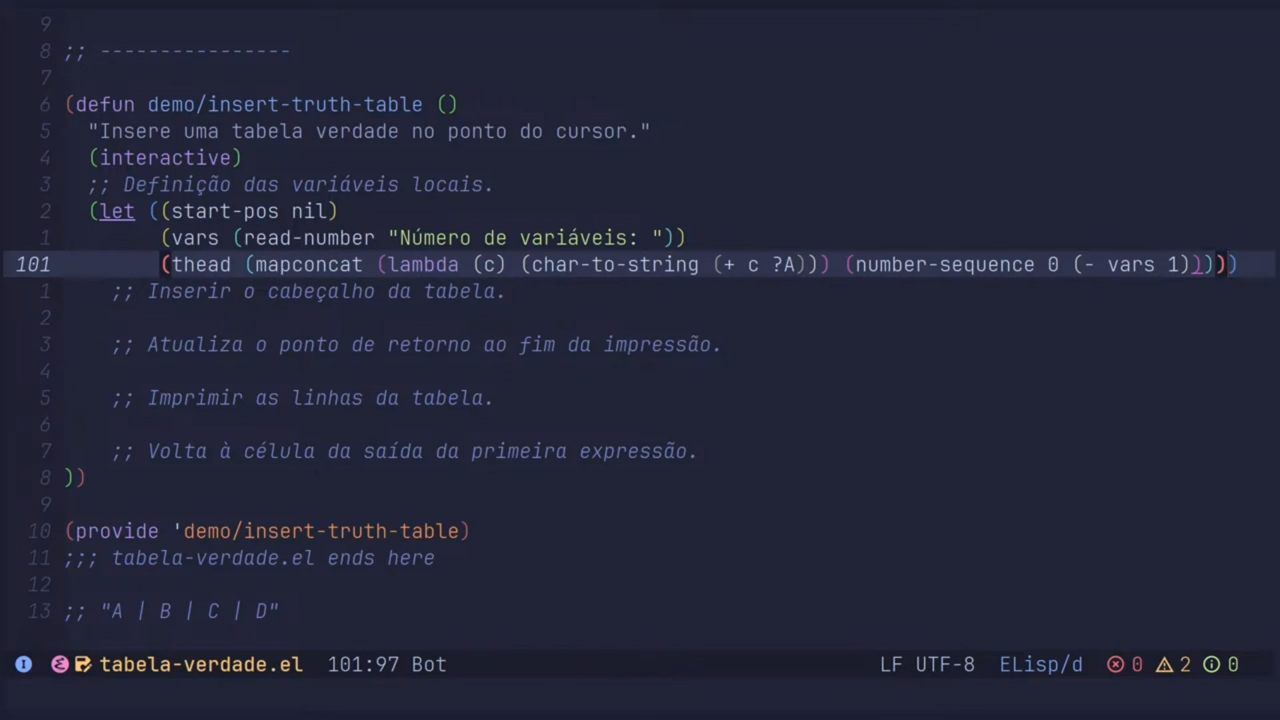 9
8 ;; ----------------
7
6 (defun demo/insert-truth-table ()
5 "Insere uma tabela verdade no ponto do cursor."
4 (interactive)
3 ;; Definição das variáveis locais.
2 (let ((start-pos nil)
1 (vars (read-number "Número de variáveis: "))
101 (thead (mapconcat (lambda (c) (char-to-string (+ c ?A))) (number-sequence 0 (- vars 1)))))
1 ;; Inserir o cabeçalho da tabela.
2
3 ;; Atualiza o ponto de retorno ao fim da impressão.
4
5 ;; Imprimir as linhas da tabela.
6
7 ;; Volta à célula da saída da primeira expressão.
8 ))
9
10 (provide 'demo/insert-truth-table)
11 ;;; tabela-verdade.el ends here
12
13 ;; "A | B | C | D"
I tabela-verdade.el 101:97 Bot LF UTF-8 ELisp/d 0 2 0